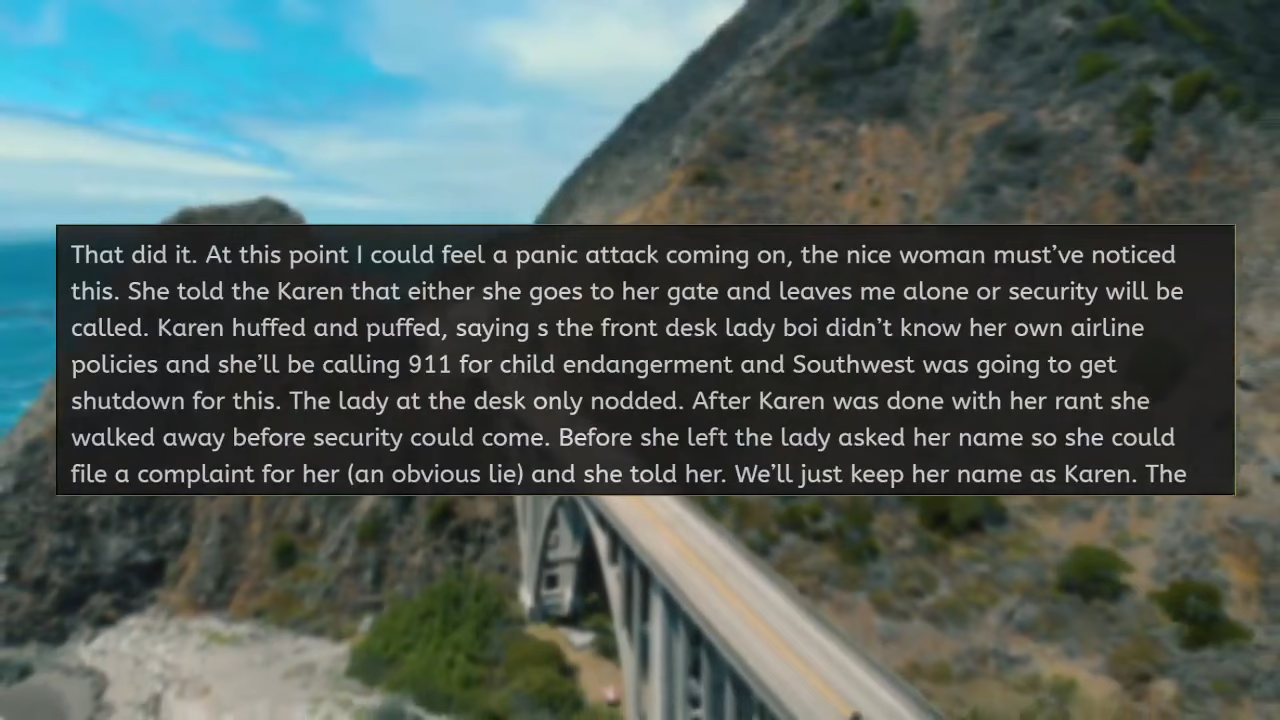 That did it. At this point I could feel a panic attack coming on, the nice woman must’ve noticed
this. She told the Karen that either she goes to her gate and leaves me alone or security will be
called. Karen huffed and puffed, saying s the front desk lady boi didn’t know her own airline
policies and she’ll be calling 911 for child endangerment and Southwest was going to get
shutdown for this. The lady at the desk only nodded. After Karen was done with her rant she
walked away before security could come. Before she left the lady asked her name so she could
file a complaint for her (an obvious lie) and she told her. We’ll just keep her name as Karen. The